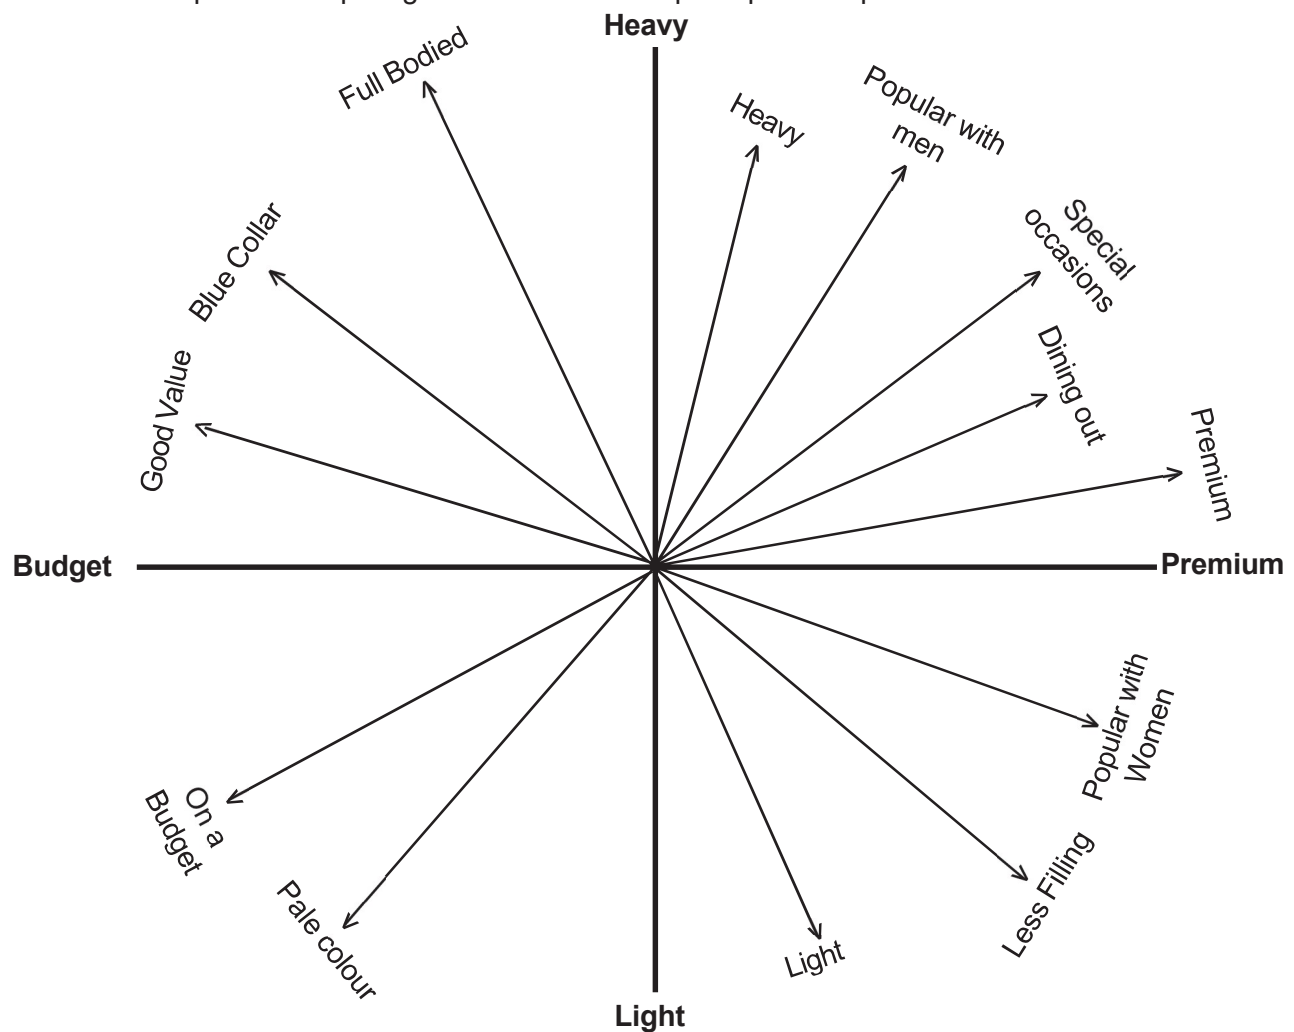 Heavy
Full Bodied
Heavy
Popular with
men
Special
occasions
Blue Collar
Dining out
Good Value
Premium
Budget
Premium
Popular with
Women
On a
Budget
Less Filling
Pale colour
Light
Light